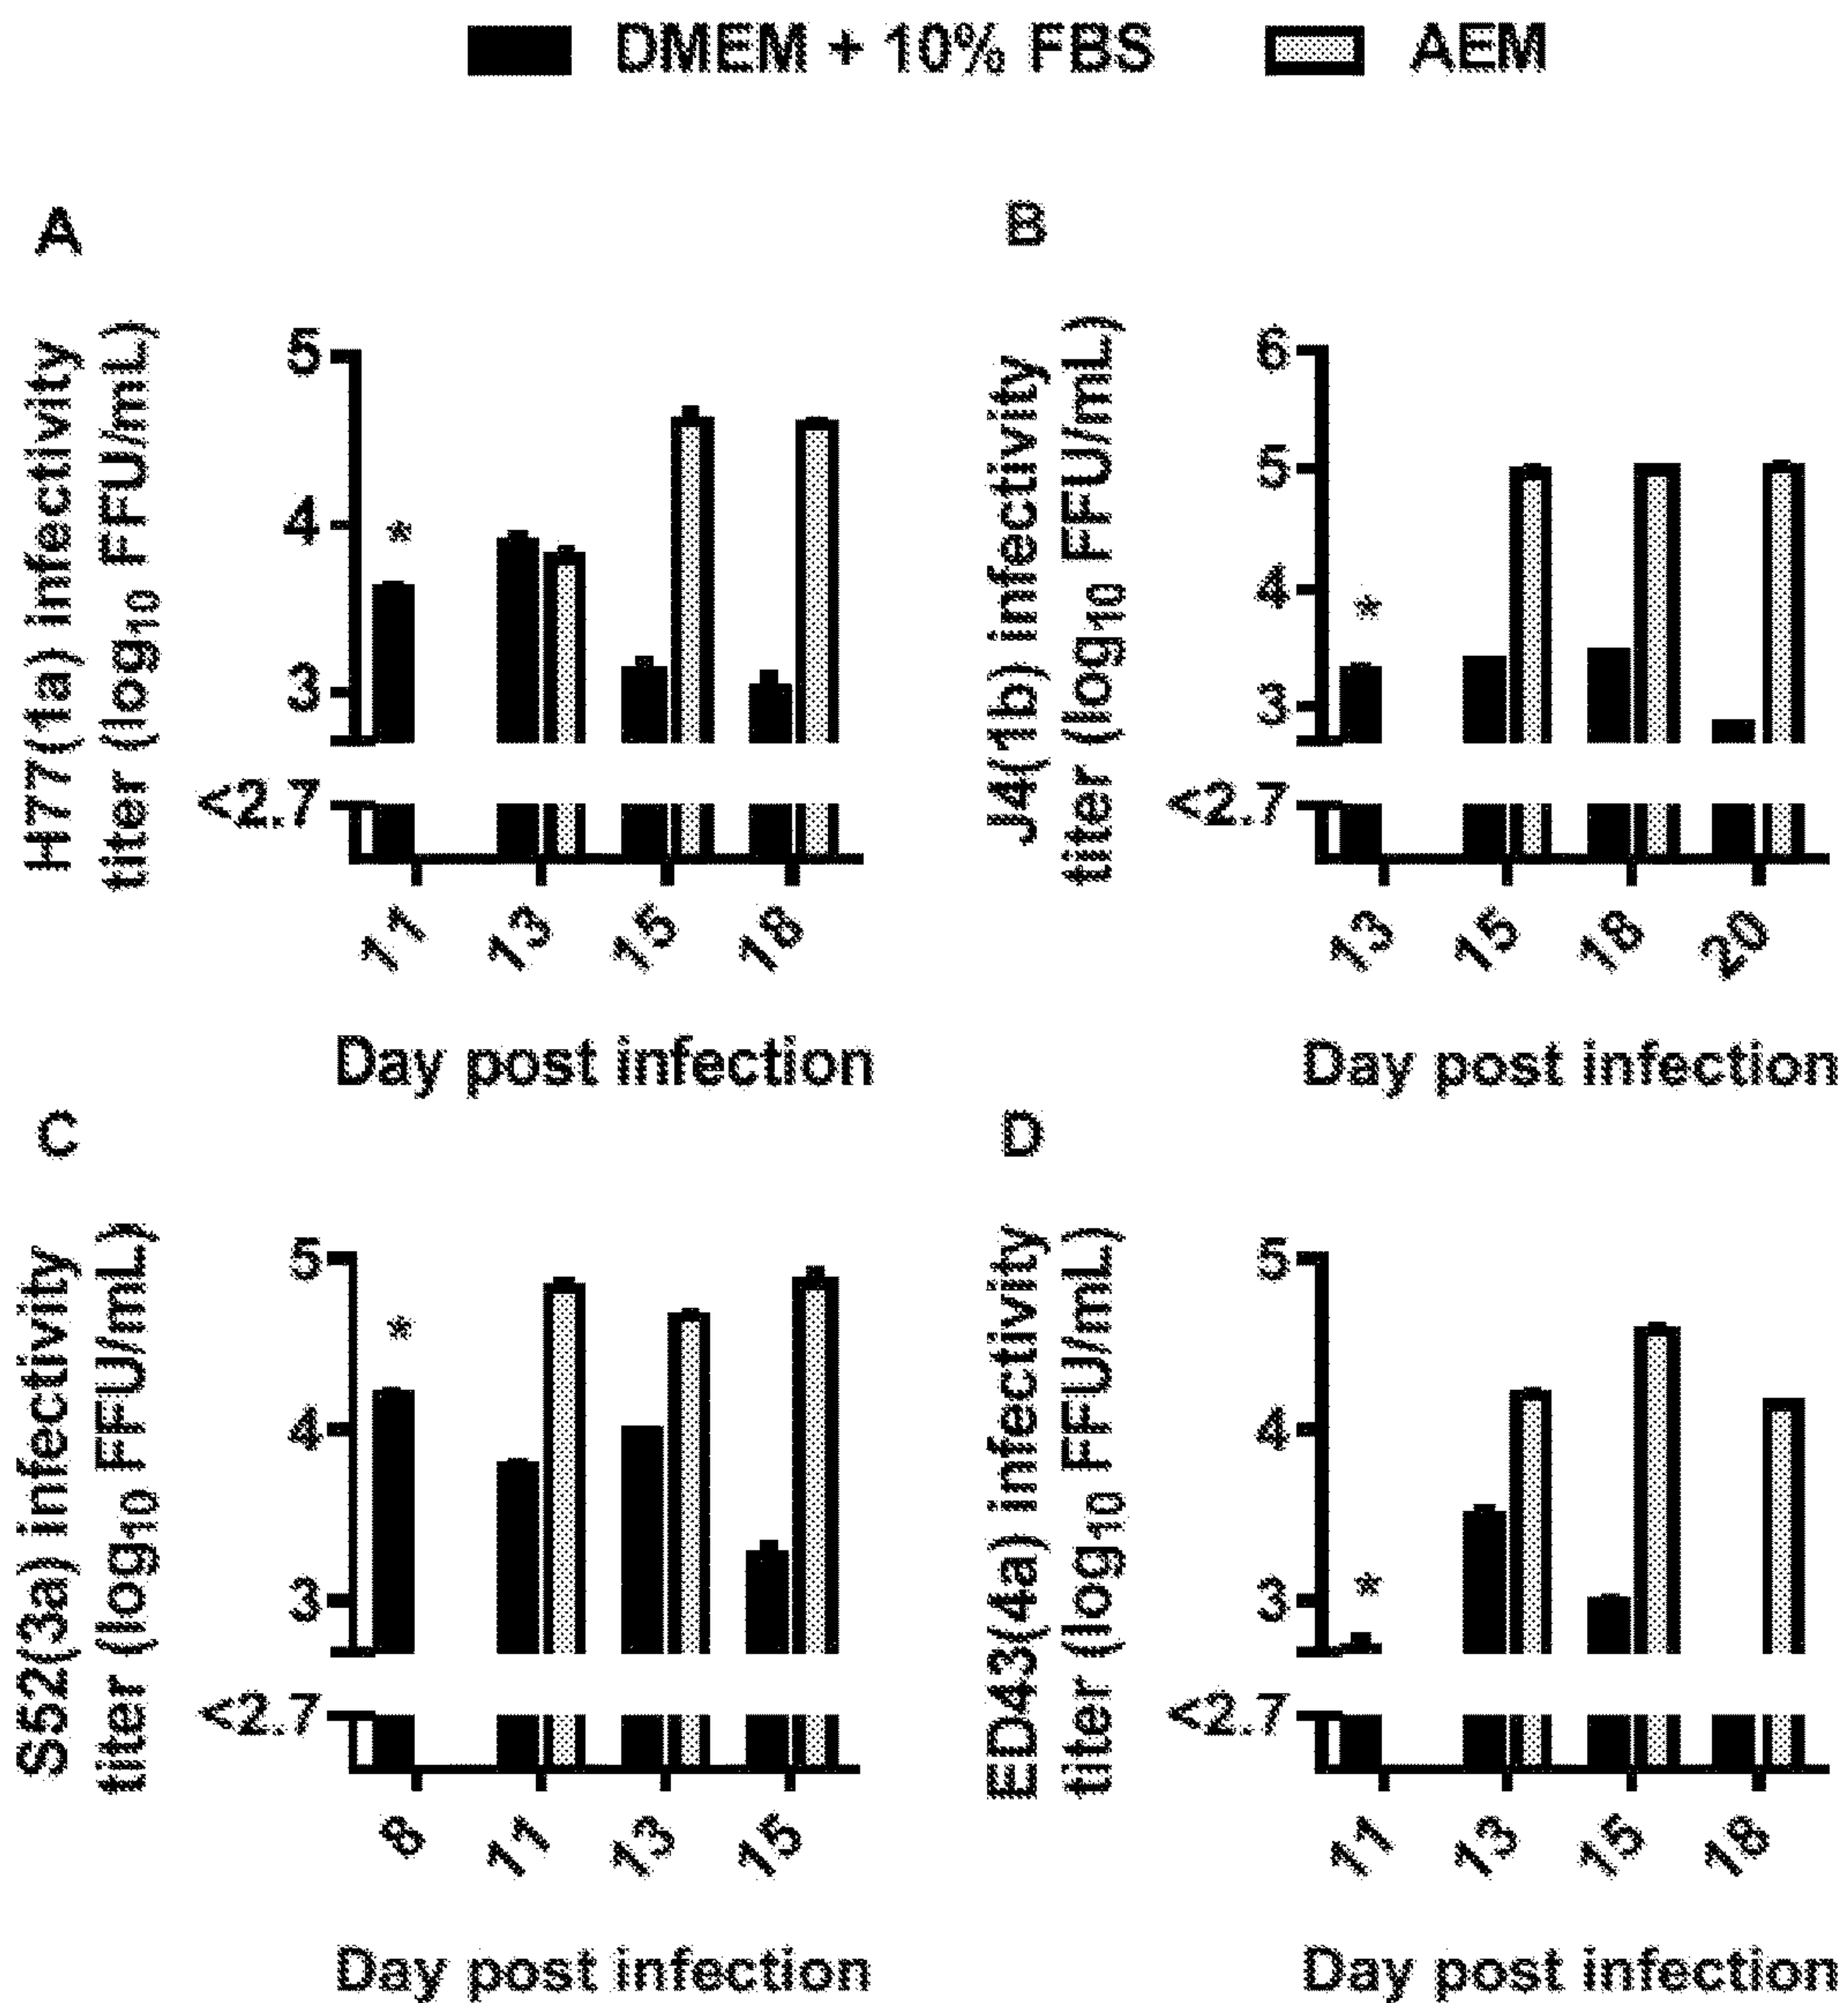 DMEM + 10% FBS AEM
A
H77(1a) infectivity
titer (log10 FFU/mL)
5
4
3
<2.7
*
11 13 15 18
Day post infection
B
J4(1b) infectivity
titer (log10 FFU/mL)
6
5
4
3
<2.7
*
13 15 18 20
Day post infection
C
S52(3a) infectivity
titer (log10 FFU/mL)
5
4
3
<2.7
*
8 11 13 15
Day post infection
D
ED43(4a) infectivity
titer (log10 FFU/mL)
5
4
3
<2.7
*
11 13 15 18
Day post infection